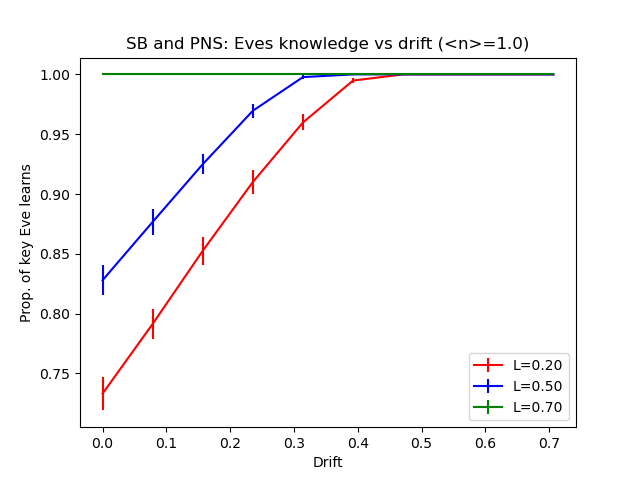 SB and PNS: Eves knowledge vs drift (<n>=1.0)
Prop. of key Eve learns
1.00
0.95
0.90
0.85
0.80
0.75
0.0 0.1 0.2 0.3 0.4 0.5 0.6 0.7
Drift
L=0.20
L=0.50
L=0.70